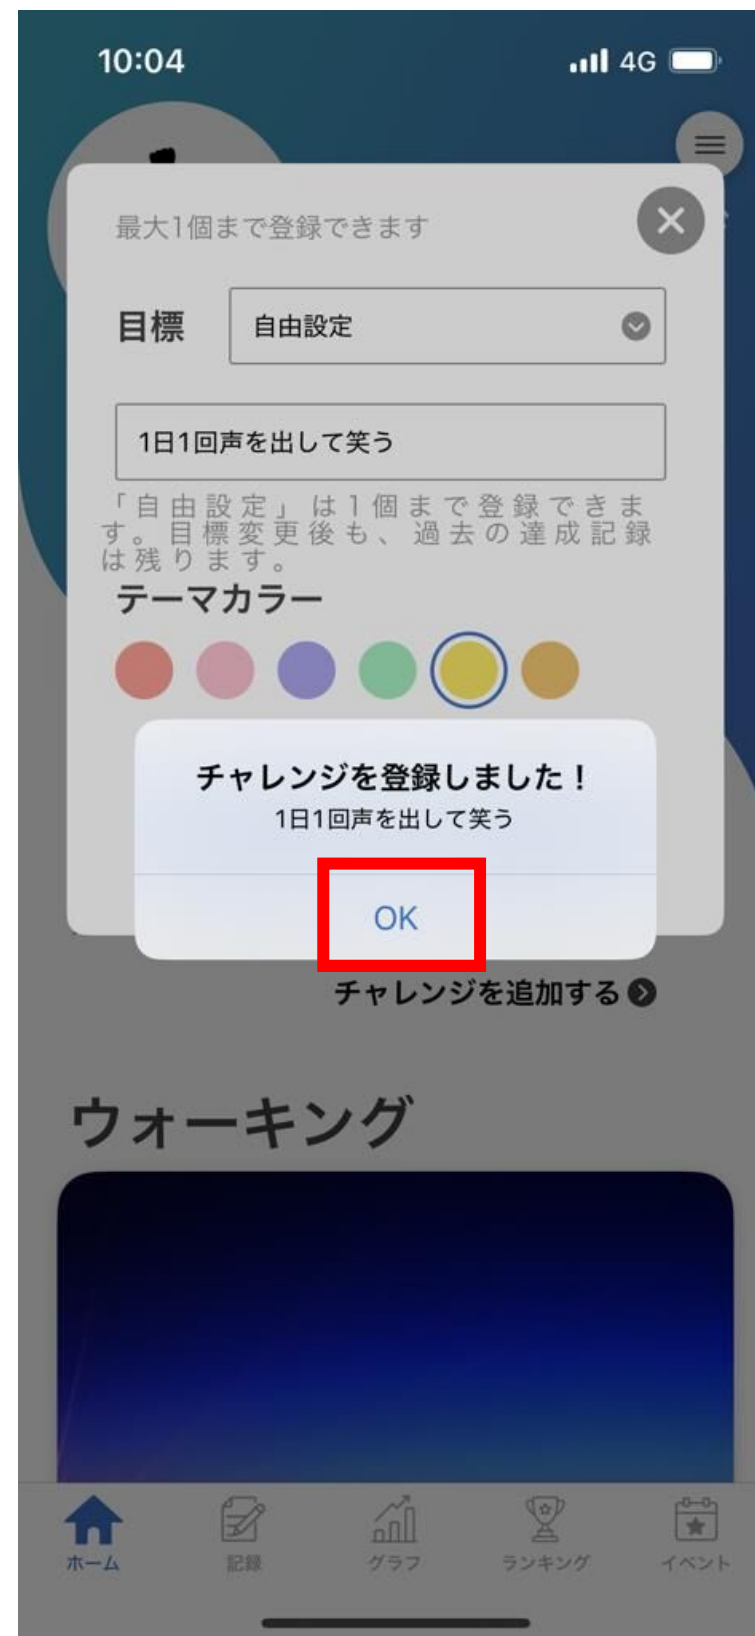 10:04
4G
最大1個まで登録できます
目標
自由設定
1日1回声を出して笑う
「自由設定」は1個まで登録できま
す。目標変更後も、過去の達成記録
は残ります。
テーマカラー
チャレンジを登録しました！
1日1回声を出して笑う
OK
チャレンジを追加する
ウォーキング
ホーム
記録
グラフ
ランキング
イベント